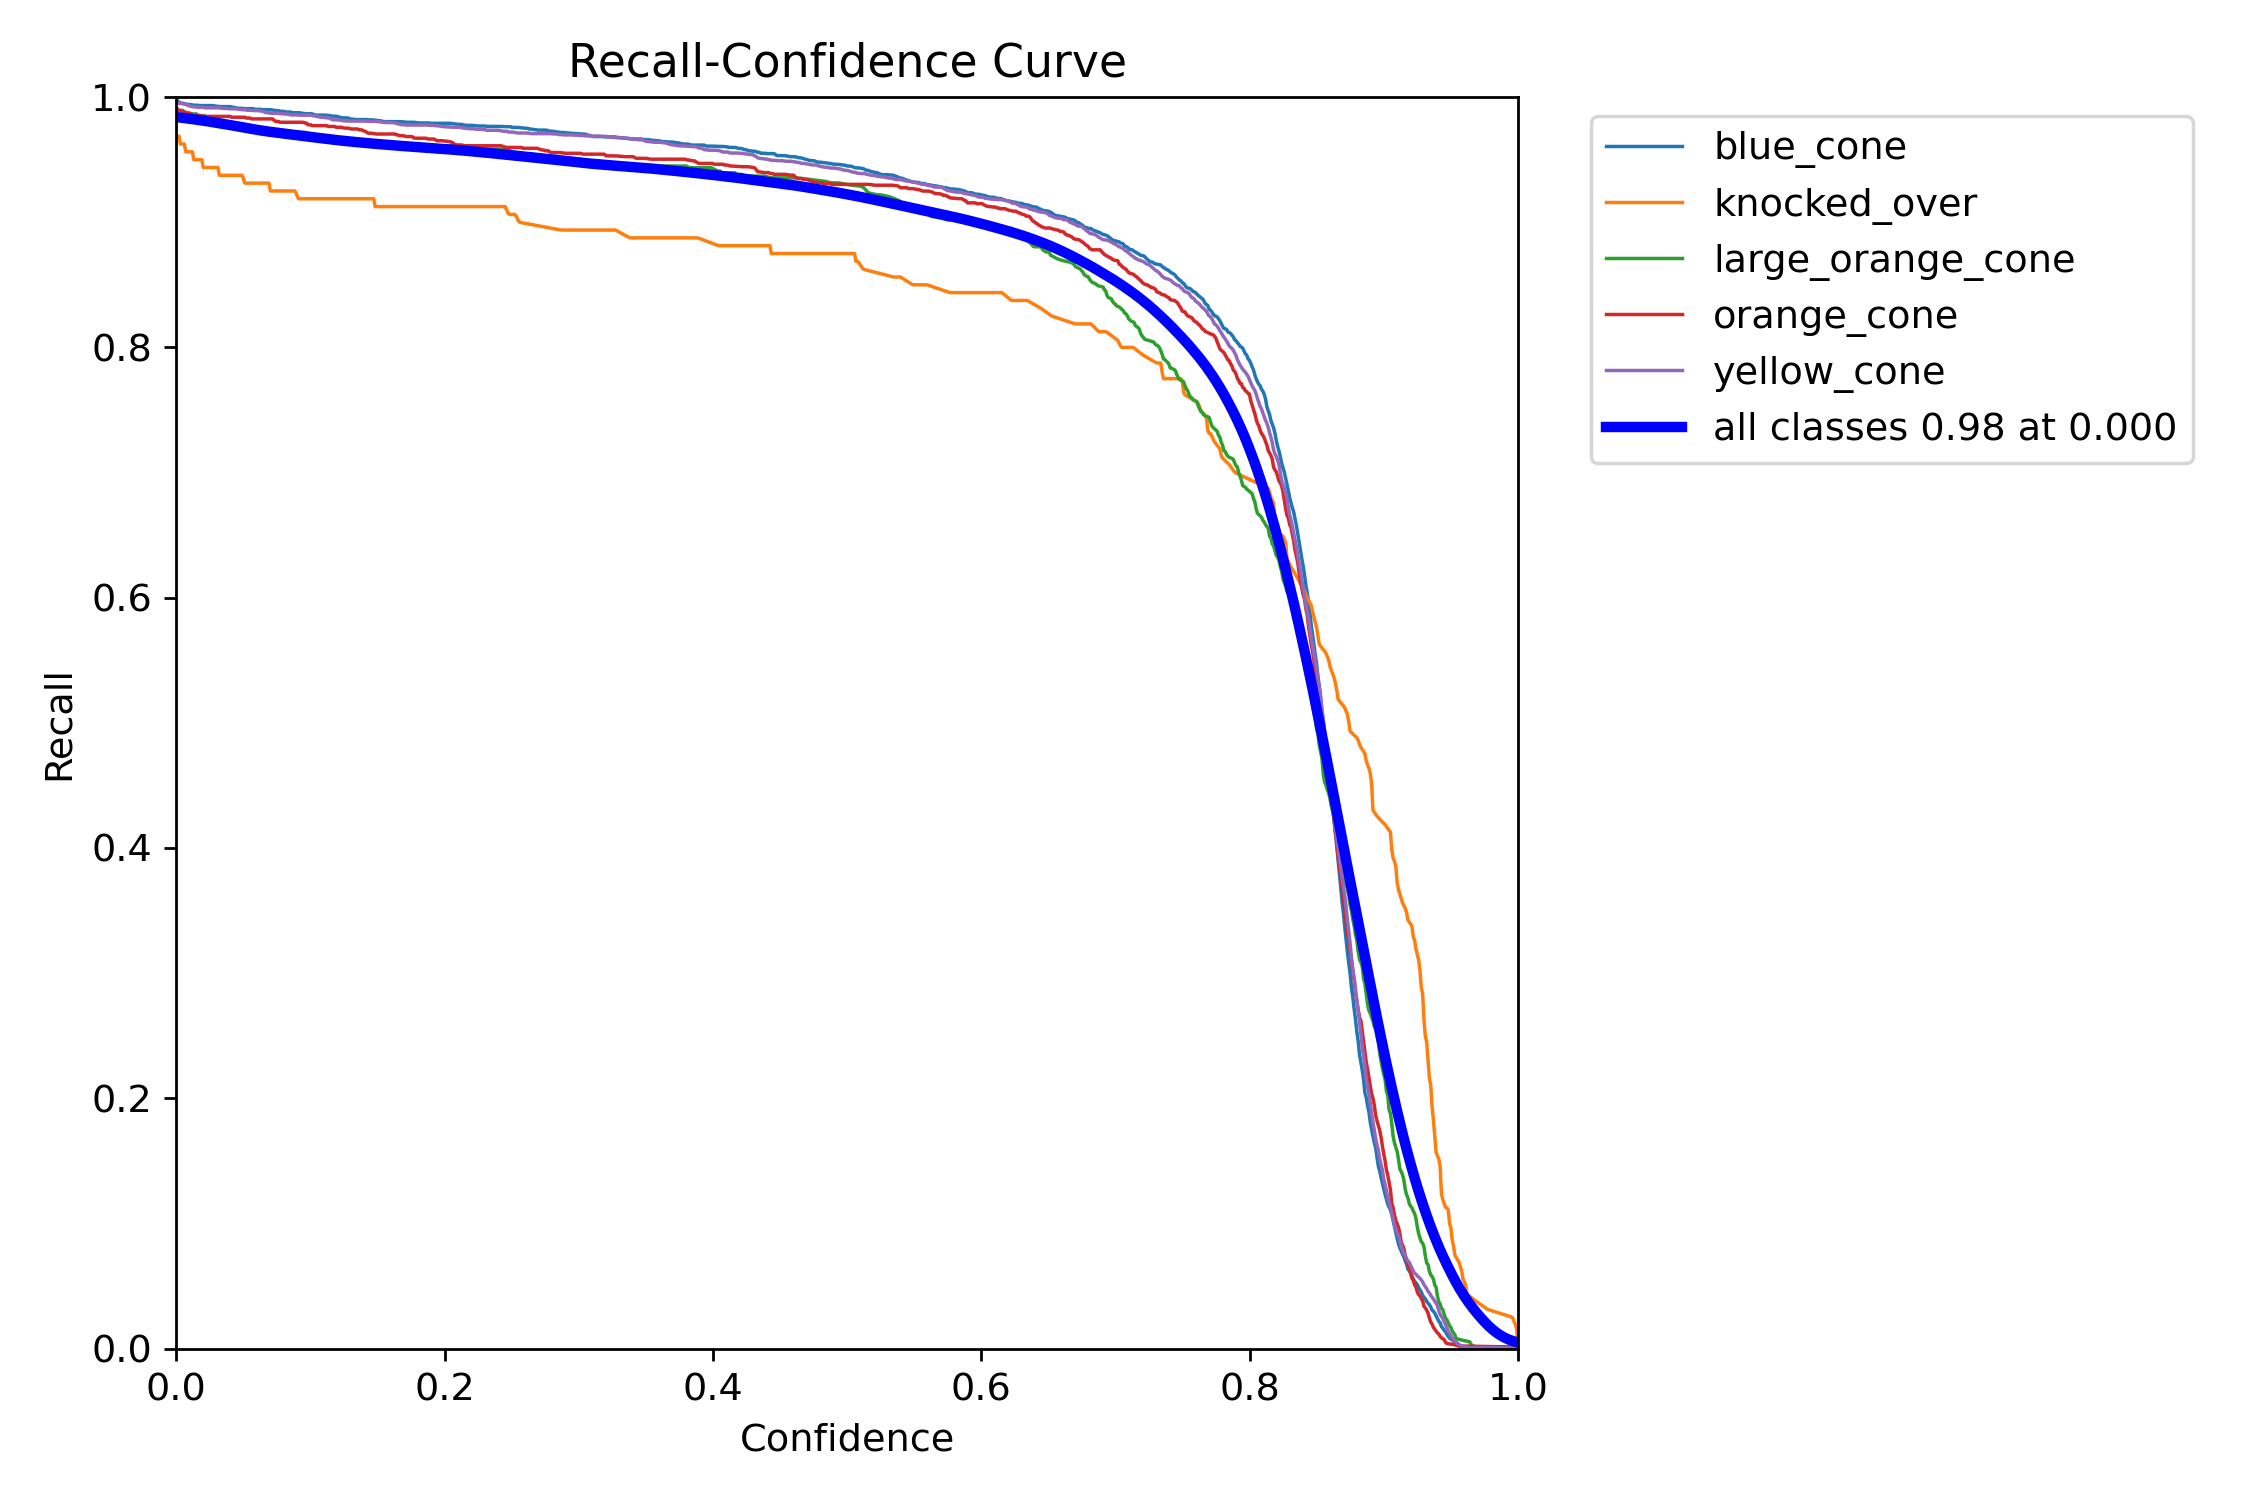 Recall-Confidence Curve
1.0
0.8
0.6
0.4
0.2
0.0
Recall
0.0 0.2 0.4 0.6 0.8 1.0
Confidence
blue_cone
knocked_over
large_orange_cone
orange_cone
yellow_cone
all classes 0.98 at 0.000